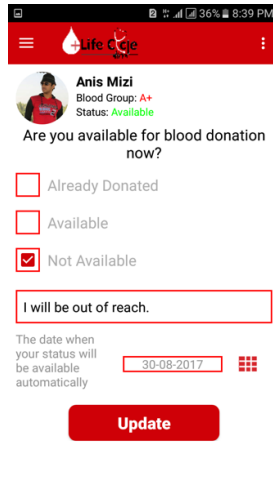 36% 8:39 PM
Life Cycle
Anis Mizi
Blood Group: A+
Status: Available
Are you available for blood donation
now?
Already Donated
Available
Not Available
I will be out of reach.
The date when
your status will
be available
automatically
30-08-2017
Update